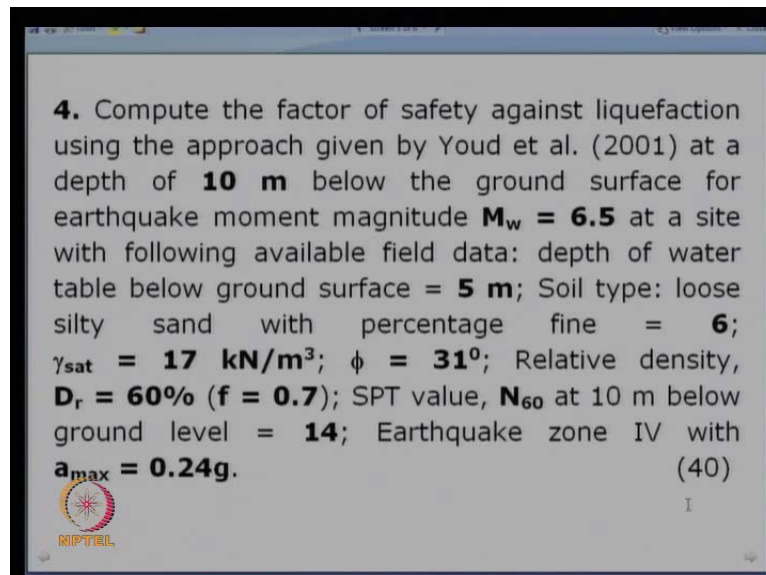 4. Compute the factor of safety against liquefaction
using the approach given by Youd et al. (2001) at a
depth of 10 m below the ground surface for
earthquake moment magnitude Mw = 6.5 at a site
with following available field data: depth of water
table below ground surface = 5 m; Soil type: loose
silty sand with percentage fine = 6;
γsat = 17 kN/m³; ϕ = 31⁰; Relative density,
Dr = 60% (f = 0.7); SPT value, N60 at 10 m below
ground level = 14; Earthquake zone IV with
amax = 0.24g. (40)
NPTEL